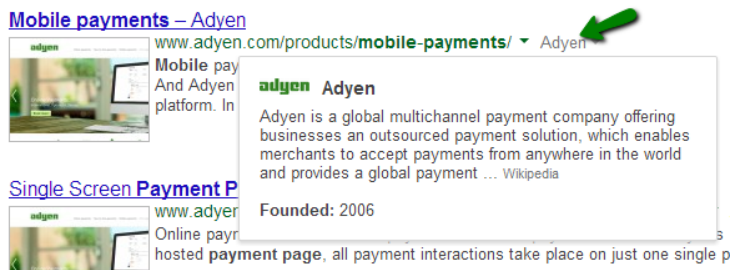 Mobile payments – Adyen
www.adyen.com/products/mobile-payments/ Adyen
adyen
Mobile pay
And Adyen
platform. In
adyen Adyen
Adyen is a global multichannel payment company offering
businesses an outsourced payment solution, which enables
merchants to accept payments from anywhere in the world
and provides a global payment ... Wikipedia
Founded: 2006
Single Screen Payment P
www.adyen
adyen
Online payr
hosted payment page, all payment interactions take place on just one single p